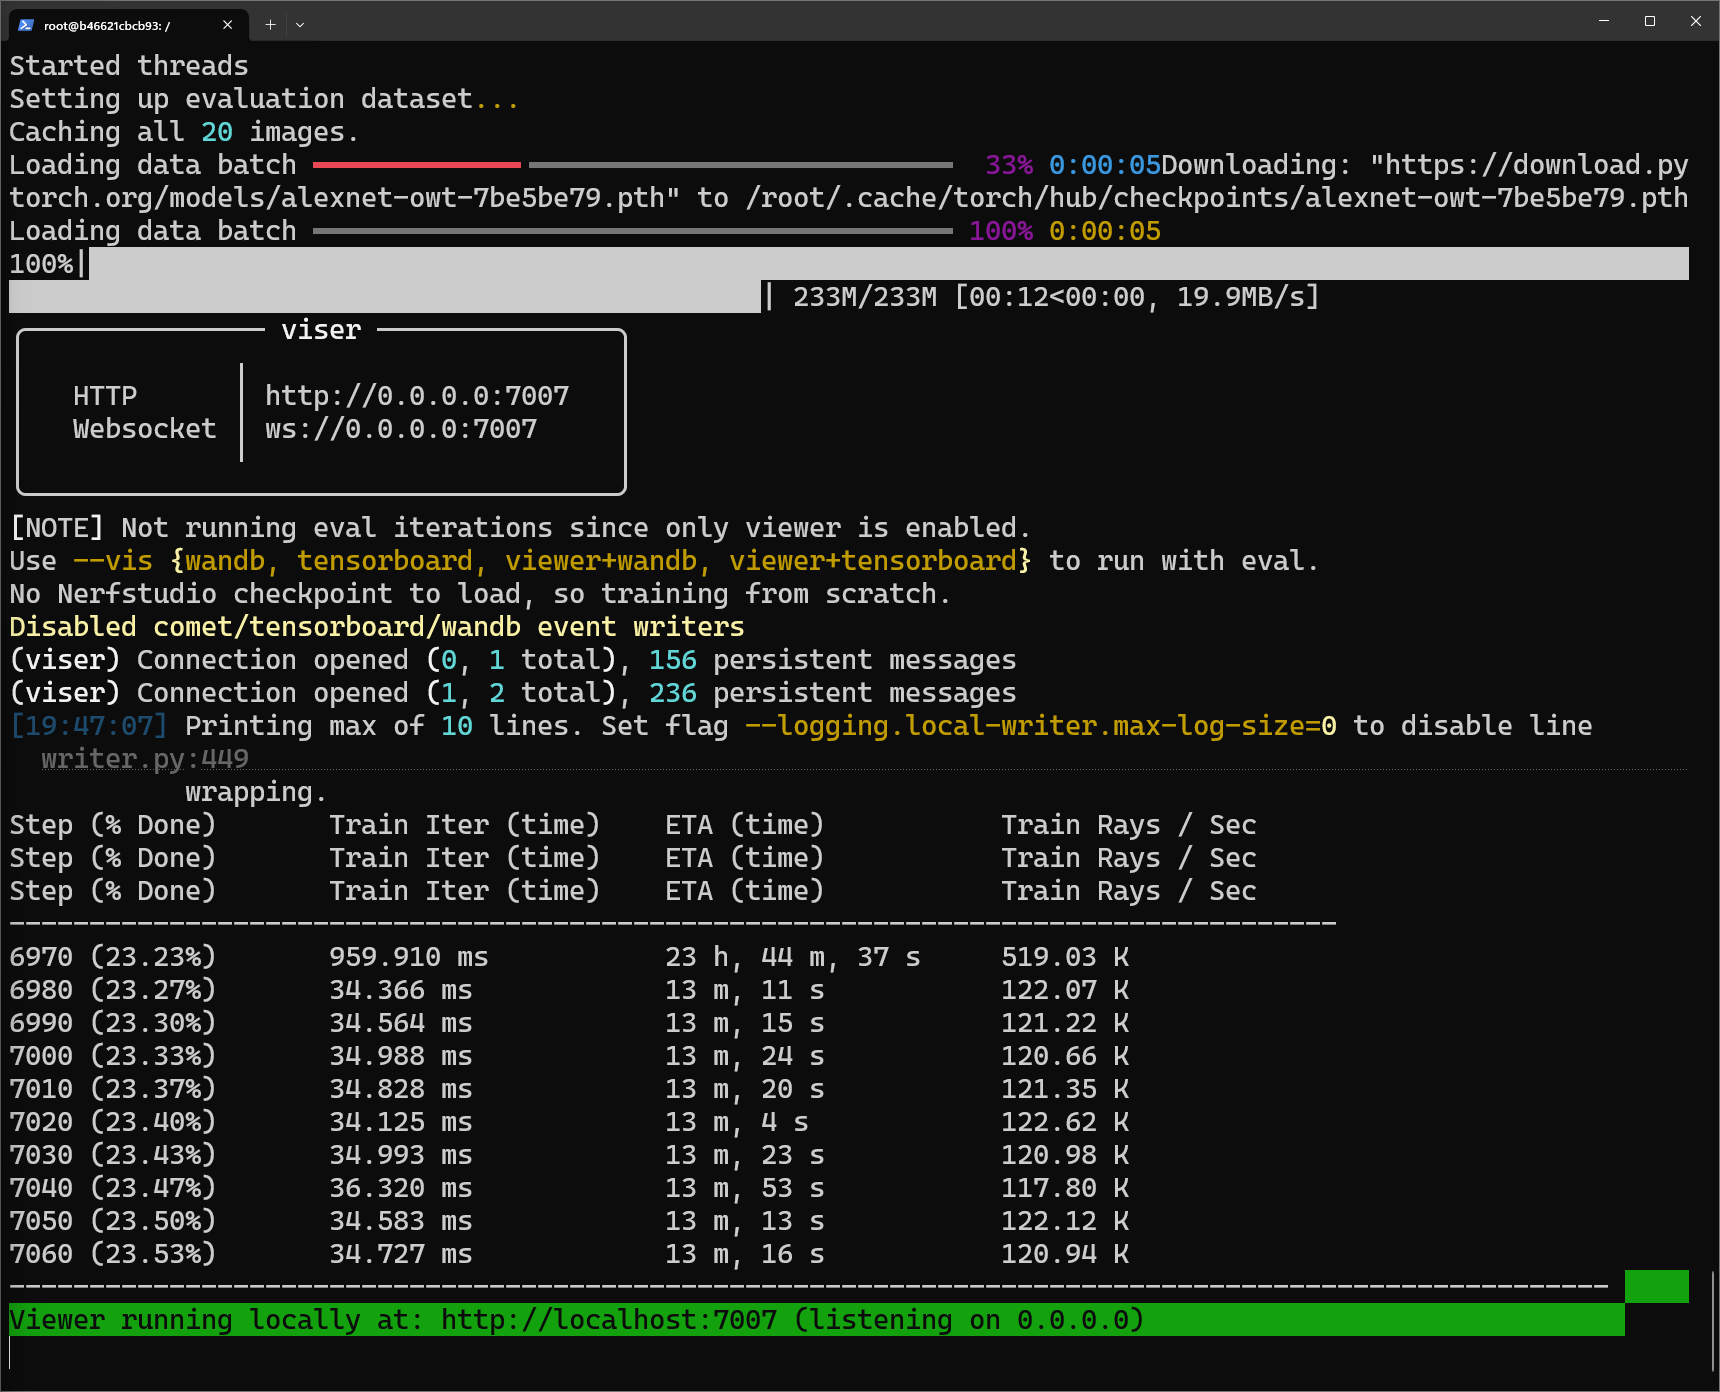 root@b46621cbcb93: /
Started threads
Setting up evaluation dataset...
Caching all 20 images.
Loading data batch 33% 0:00:05Downloading: "https://download.py
torch.org/models/alexnet-owt-7be5be79.pth" to /root/.cache/torch/hub/checkpoints/alexnet-owt-7be5be79.pth
Loading data batch 100% 0:00:05
100%|
| 233M/233M [00:12<00:00, 19.9MB/s]
viser
HTTP │ http://0.0.0.0:7007
Websocket │ ws://0.0.0.0:7007
[NOTE] Not running eval iterations since only viewer is enabled.
Use --vis {wandb, tensorboard, viewer+wandb, viewer+tensorboard} to run with eval.
No Nerfstudio checkpoint to load, so training from scratch.
Disabled comet/tensorboard/wandb event writers
(viser) Connection opened (0, 1 total), 156 persistent messages
(viser) Connection opened (1, 2 total), 236 persistent messages
[19:47:07] Printing max of 10 lines. Set flag --logging.local-writer.max-log-size=0 to disable line
writer.py:449
wrapping.
Step (% Done) Train Iter (time) ETA (time) Train Rays / Sec
Step (% Done) Train Iter (time) ETA (time) Train Rays / Sec
Step (% Done) Train Iter (time) ETA (time) Train Rays / Sec
-----------------------------------------------------------------------------------
6970 (23.23%) 959.910 ms 23 h, 44 m, 37 s 519.03 K
6980 (23.27%) 34.366 ms 13 m, 11 s 122.07 K
6990 (23.30%) 34.564 ms 13 m, 15 s 121.22 K
7000 (23.33%) 34.988 ms 13 m, 24 s 120.66 K
7010 (23.37%) 34.828 ms 13 m, 20 s 121.35 K
7020 (23.40%) 34.125 ms 13 m, 4 s 122.62 K
7030 (23.43%) 34.993 ms 13 m, 23 s 120.98 K
7040 (23.47%) 36.320 ms 13 m, 53 s 117.80 K
7050 (23.50%) 34.583 ms 13 m, 13 s 122.12 K
7060 (23.53%) 34.727 ms 13 m, 16 s 120.94 K
----------------------------------------------------------------------------------------------------
Viewer running locally at: http://localhost:7007 (listening on 0.0.0.0)